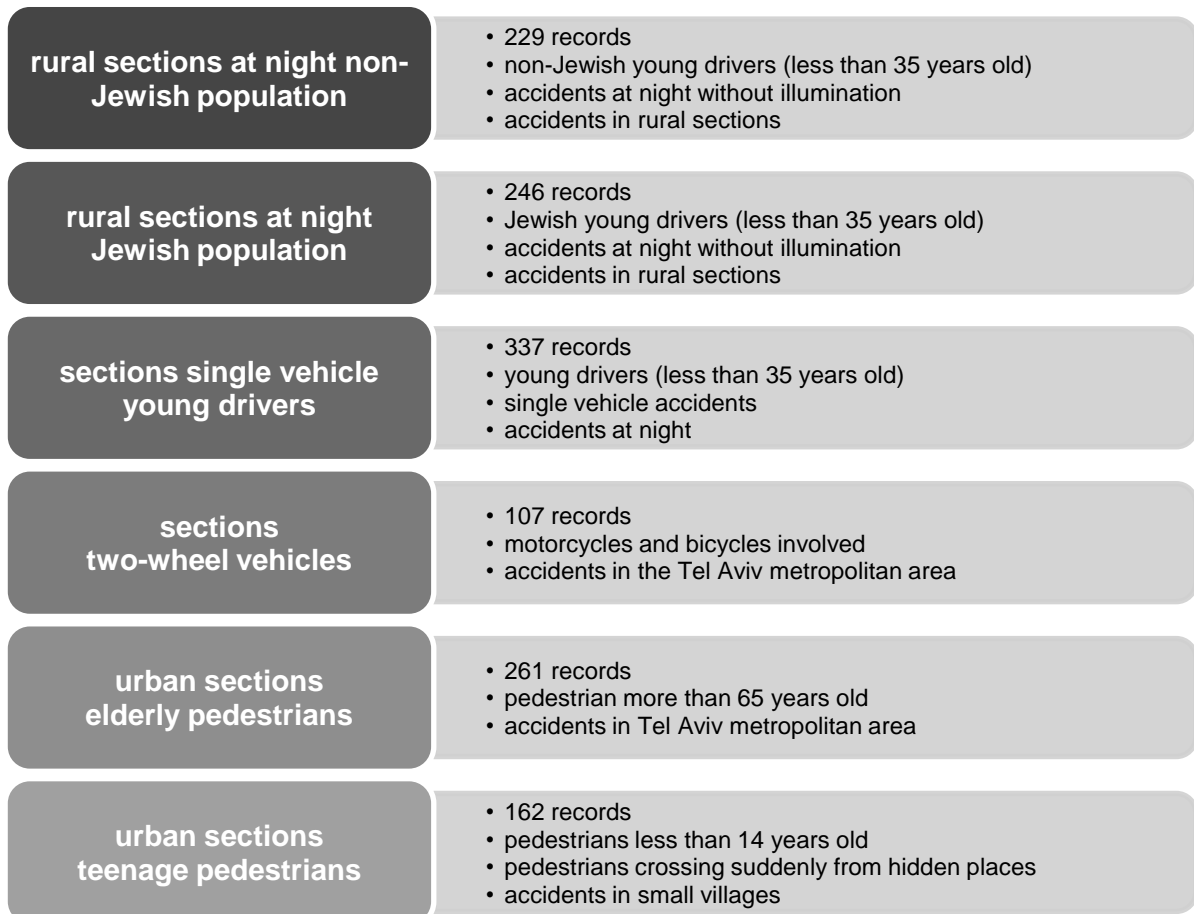 rural sections at night non-
Jewish population
• 229 records
• non-Jewish young drivers (less than 35 years old)
• accidents at night without illumination
• accidents in rural sections
rural sections at night
Jewish population
• 246 records
• Jewish young drivers (less than 35 years old)
• accidents at night without illumination
• accidents in rural sections
sections single vehicle
young drivers
• 337 records
• young drivers (less than 35 years old)
• single vehicle accidents
• accidents at night
sections
two-wheel vehicles
• 107 records
• motorcycles and bicycles involved
• accidents in the Tel Aviv metropolitan area
urban sections
elderly pedestrians
• 261 records
• pedestrian more than 65 years old
• accidents in Tel Aviv metropolitan area
urban sections
teenage pedestrians
• 162 records
• pedestrians less than 14 years old
• pedestrians crossing suddenly from hidden places
• accidents in small villages